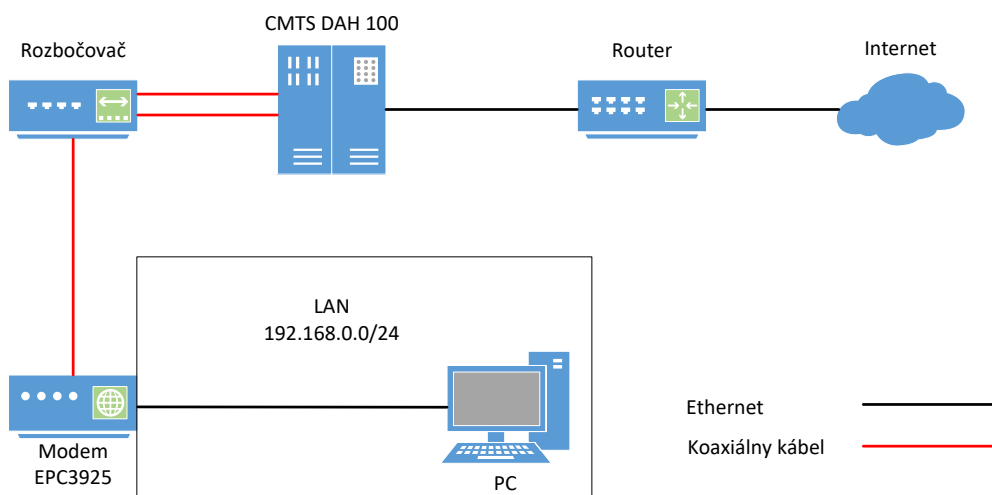 CMTS DAH 100
Rozbočovač
Router
Internet
LAN
192.168.0.0/24
Modem
EPC3925
PC
Ethernet
Koaxiálny kábel